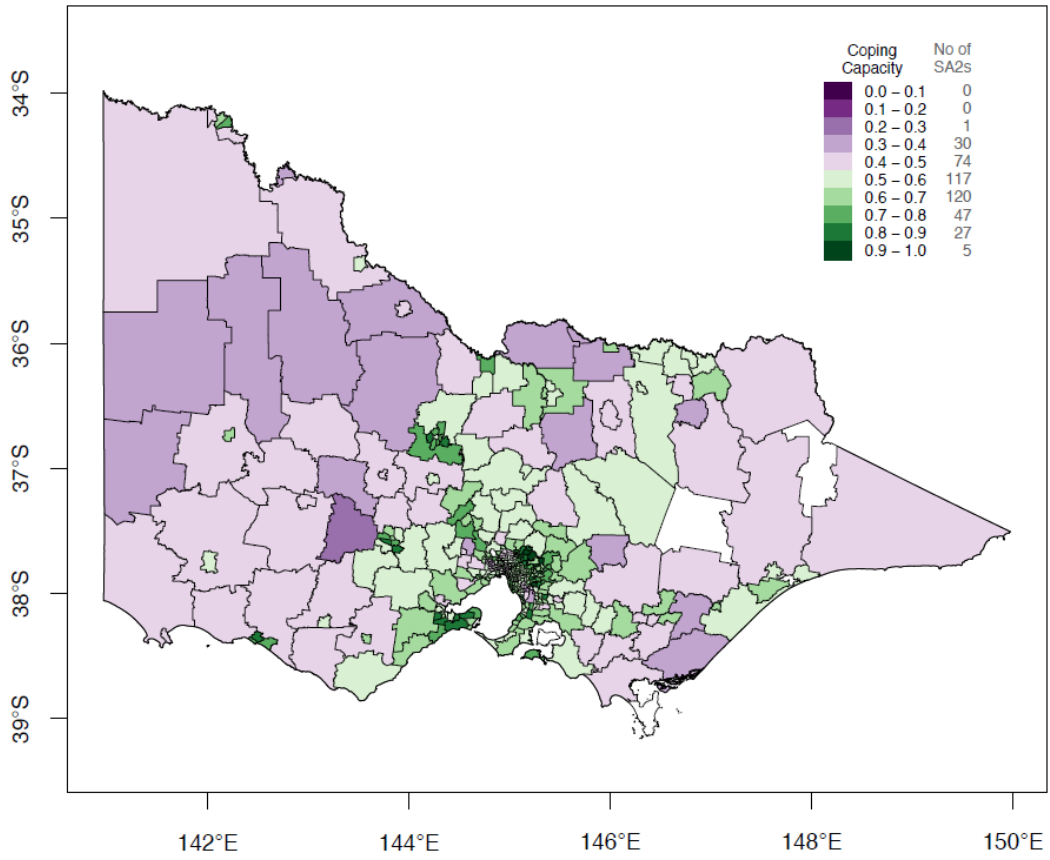 Coping No of
Capacity SA2s
0.0 – 0.1 0
0.1 – 0.2 0
0.2 – 0.3 1
0.3 – 0.4 30
0.4 – 0.5 74
0.5 – 0.6 117
0.6 – 0.7 120
0.7 – 0.8 47
0.8 – 0.9 27
0.9 – 1.0 5
34°S
35°S
36°S
37°S
38°S
39°S
142°E 144°E 146°E 148°E 150°E